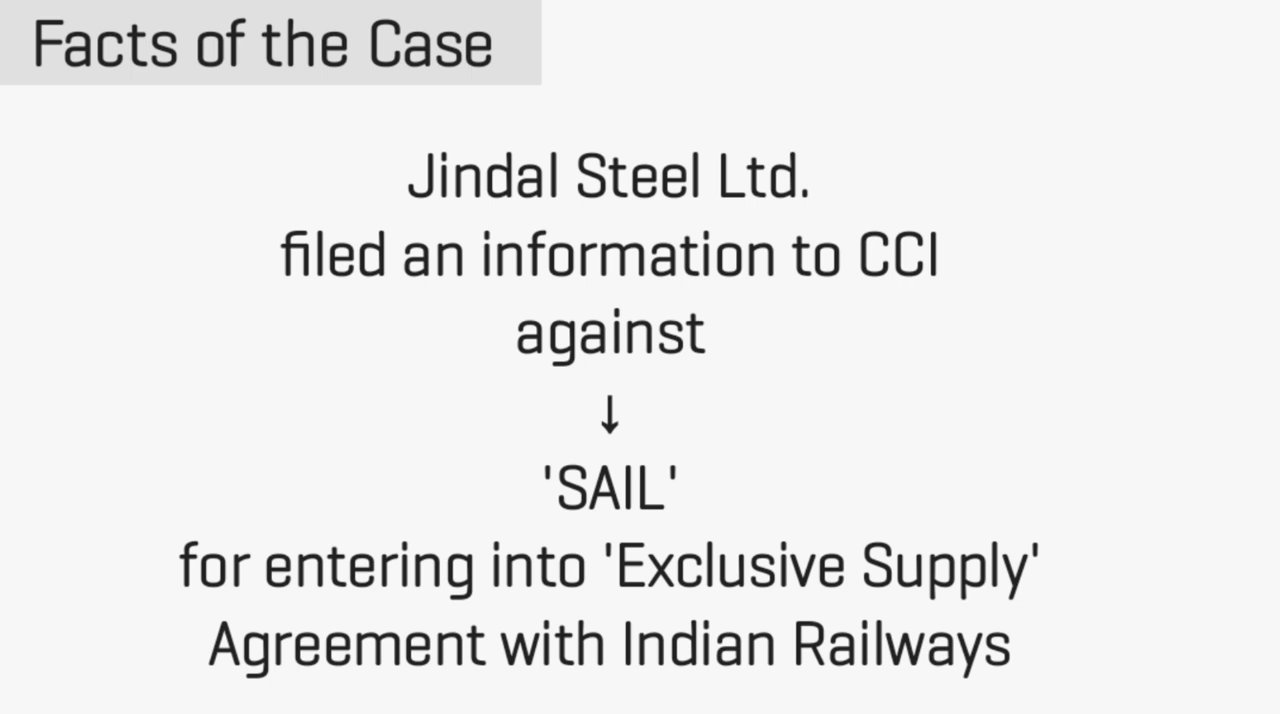 Facts of the Case
Jindal Steel Ltd.
filed an information to CCI
against
↓
'SAIL'
for entering into 'Exclusive Supply'
Agreement with Indian Railways